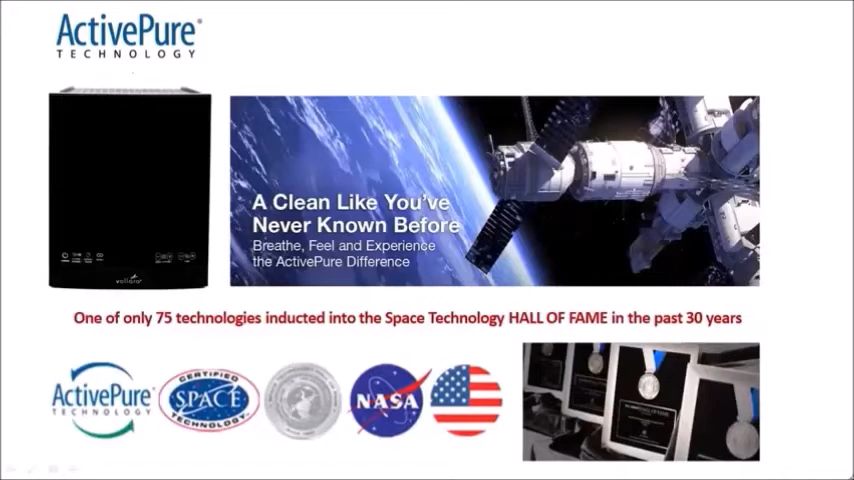 ActivePure®
TECHNOLOGY
A Clean Like You've
Never Known Before
Breathe, Feel and Experience
the ActivePure Difference
vollara
One of only 75 technologies inducted into the Space Technology HALL OF FAME in the past 30 years
ActivePure®
TECHNOLOGY
CERTIFIED
SPACE
TECHNOLOGY
NASA